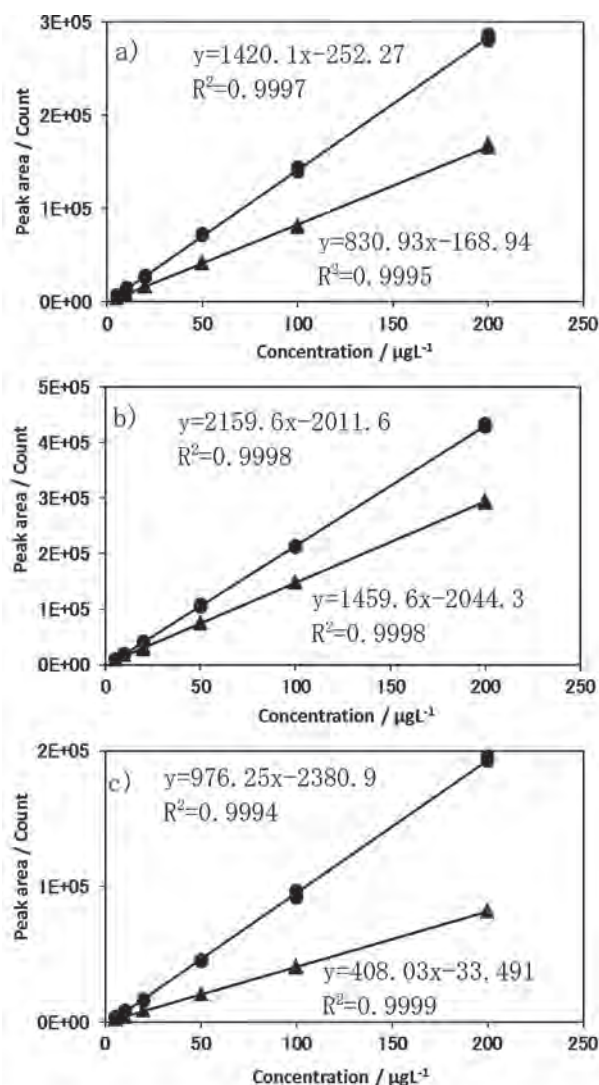 3E+05
a)
y=1420.1x-252.27
R²=0.9997
2E+05
Peak area / Count
1E+05
y=830.93x-168.94
R²=0.9995
0E+00
0 50 100 150 200 250
Concentration / µgL⁻¹
5E+05
b)
y=2159.6x-2011.6
4E+05
R²=0.9998
3E+05
Peak area / Count
2E+05
y=1459.6x-2044.3
1E+05
R²=0.9998
0E+00
0 50 100 150 200 250
Concentration / µgL⁻¹
2E+05
c)
y=976.25x-2380.9
R²=0.9994
Peak area / Count
1E+05
y=408.03x-33.491
R²=0.9999
0E+00
0 50 100 150 200 250
Concentration / µgL⁻¹